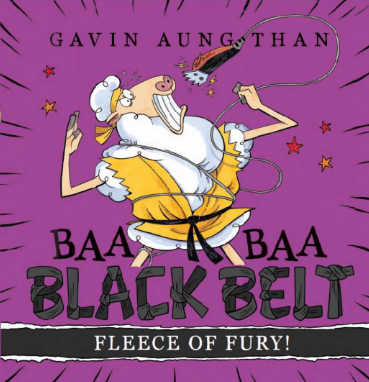 GAVIN AUNG THAN
BAA BAA
BLACK BELT
FLEECE OF FURY!